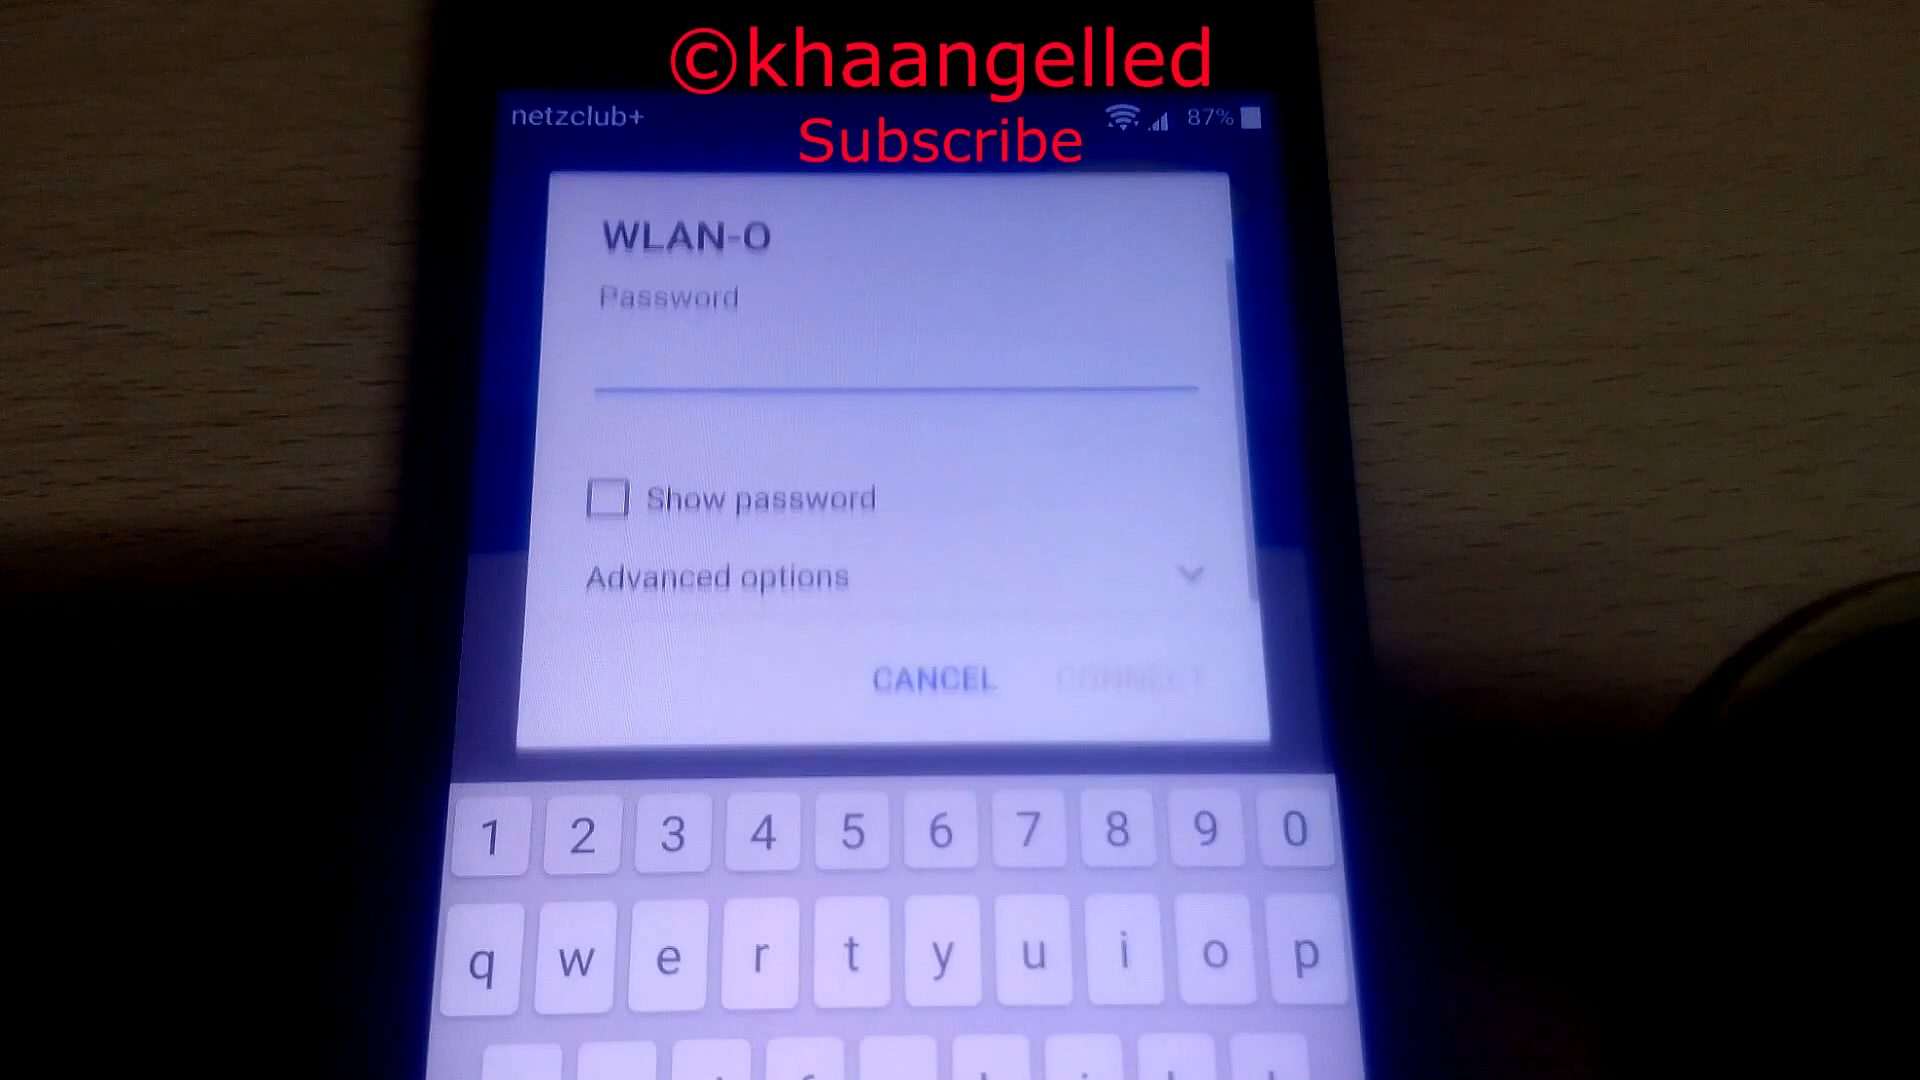 ©khaangelled
netzclub+ 87%
Subscribe
WLAN-O
Password
Show password
Advanced options
CANCEL CONNECT
1 2 3 4 5 6 7 8 9 0
q w e r t y u i o p